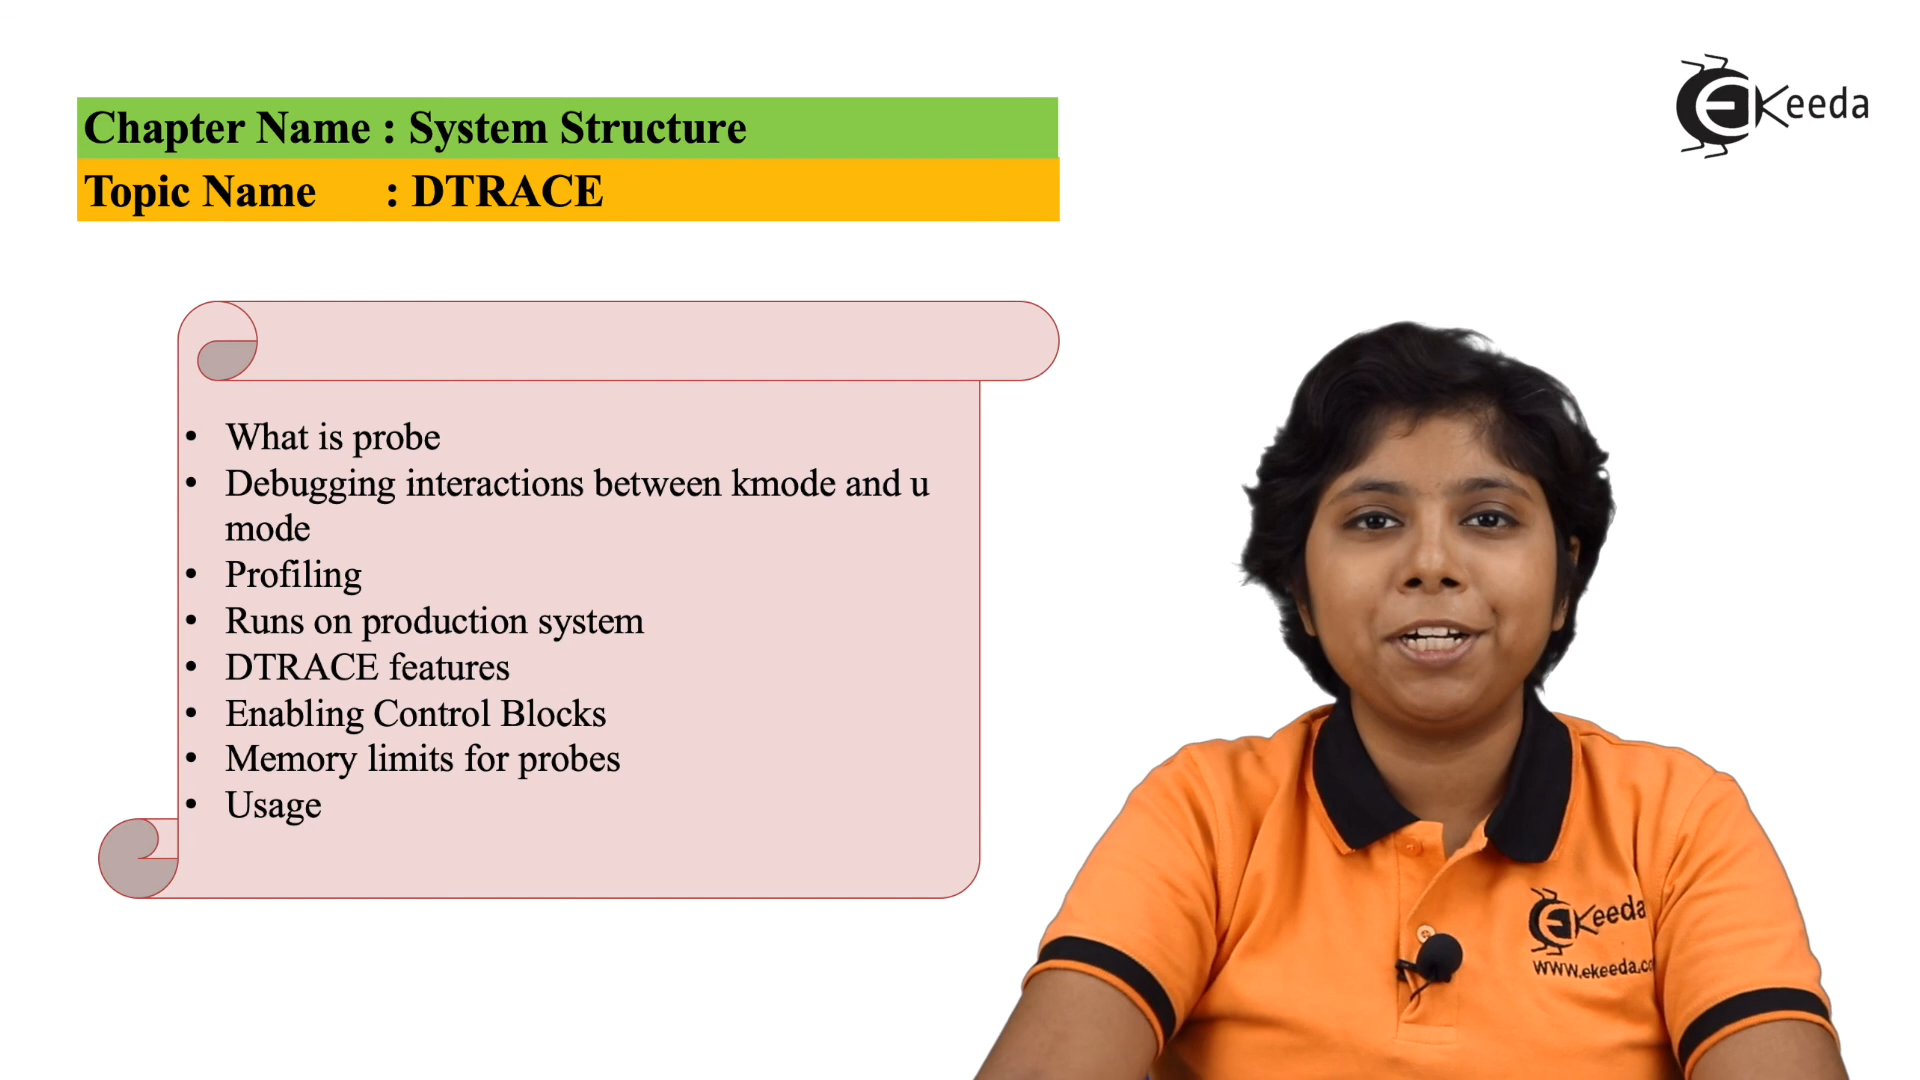 Keeda
Chapter Name : System Structure
Topic Name : DTRACE
• What is probe
• Debugging interactions between kmode and u
mode
• Profiling
• Runs on production system
• DTRACE features
• Enabling Control Blocks
• Memory limits for probes
• Usage
Keeda
www.ekeeda.co